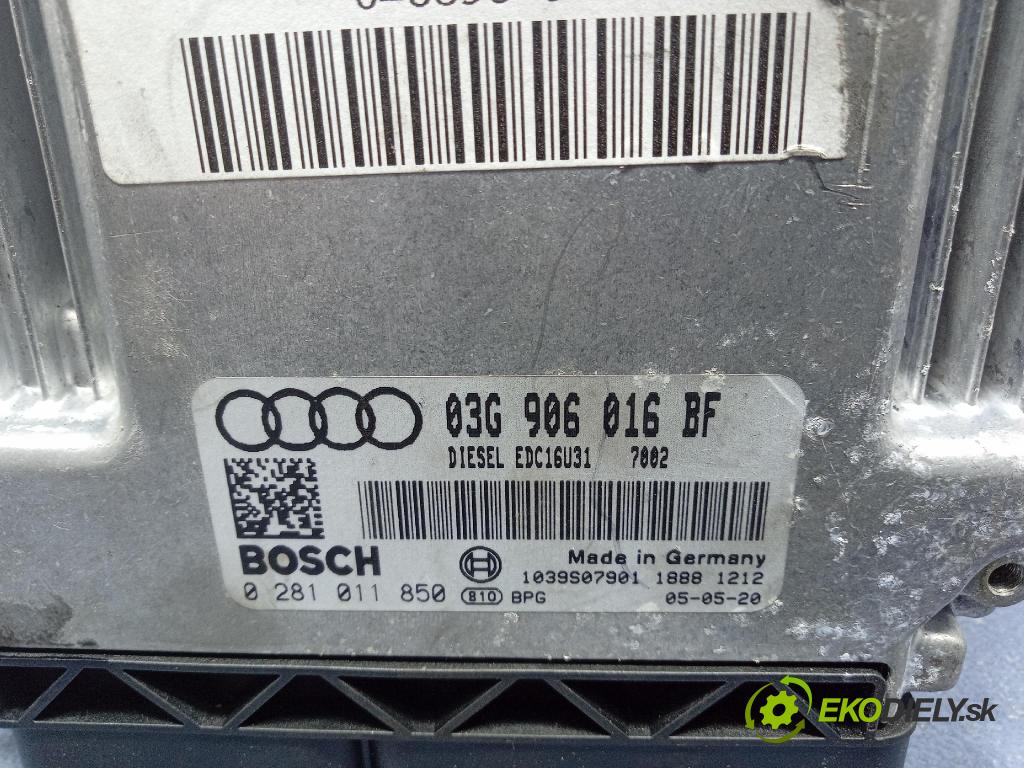 03G 906 016 BF
DIESEL EDC16U31 7002
BOSCH
Made in Germany
1039S07901 1888 1212
0 281 011 850 810 BPG 05-05-20
EKODIELY.sk